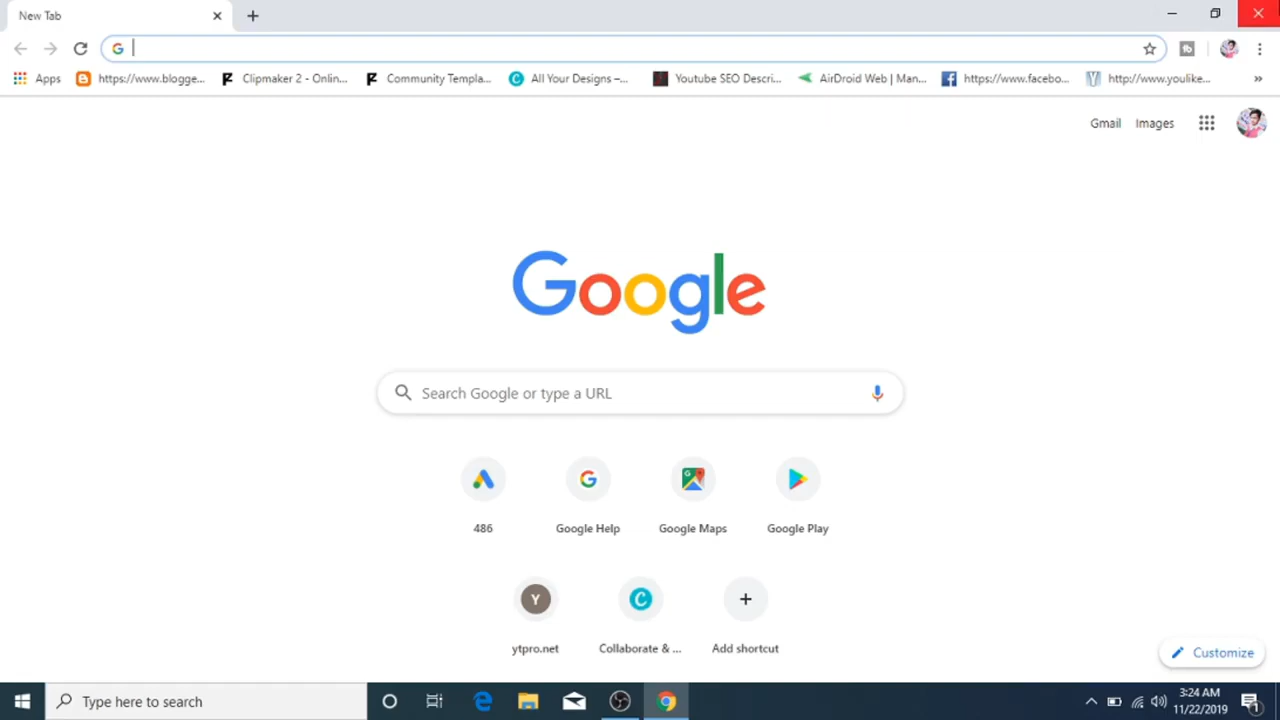 New Tab
Apps https://www.blogge... Clipmaker 2 - Onlin... Community Templa... All Your Designs –... Youtube SEO Descri... AirDroid Web | Man... https://www.facebo... http://www.youlike... »
Gmail Images
Google
Search Google or type a URL
486 Google Help Google Maps Google Play
Y
ytpro.net Collaborate & ... Add shortcut
Customize
Type here to search
3:24 AM
11/22/2019
1